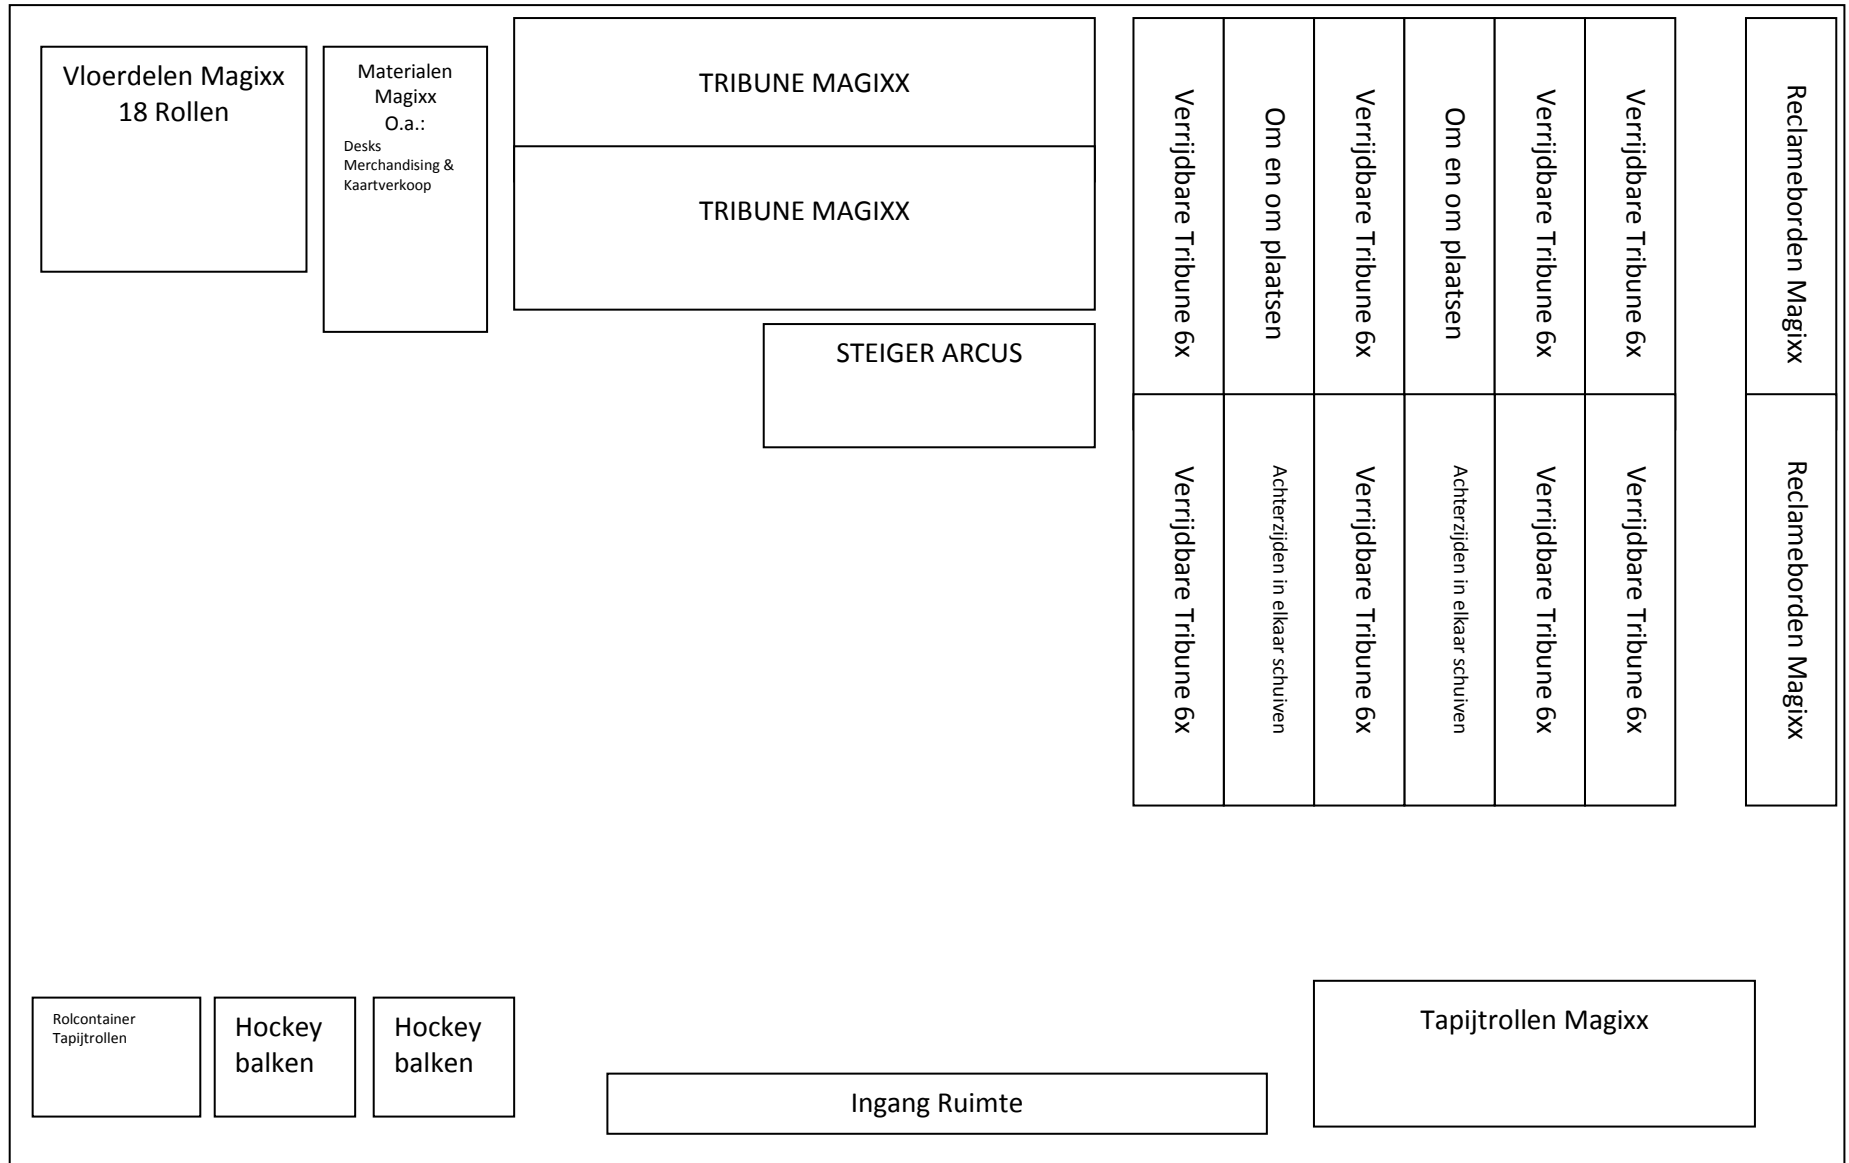 Vloerdelen Magixx
18 Rollen
Materialen
Magixx
O.a.:
Desks
Merchandising &
Kaartverkoop
TRIBUNE MAGIXX
TRIBUNE MAGIXX
STEIGER ARCUS
Verrijdbare Tribune 6x
Om en om plaatsen
Verrijdbare Tribune 6x
Om en om plaatsen
Verrijdbare Tribune 6x
Verrijdbare Tribune 6x
Reclameborden Magixx
Verrijdbare Tribune 6x
Achterzijden in elkaar schuiven
Verrijdbare Tribune 6x
Achterzijden in elkaar schuiven
Verrijdbare Tribune 6x
Verrijdbare Tribune 6x
Reclameborden Magixx
Rolcontainer
Tapijtrollen
Hockey
balken
Hockey
balken
Ingang Ruimte
Tapijtrollen Magixx